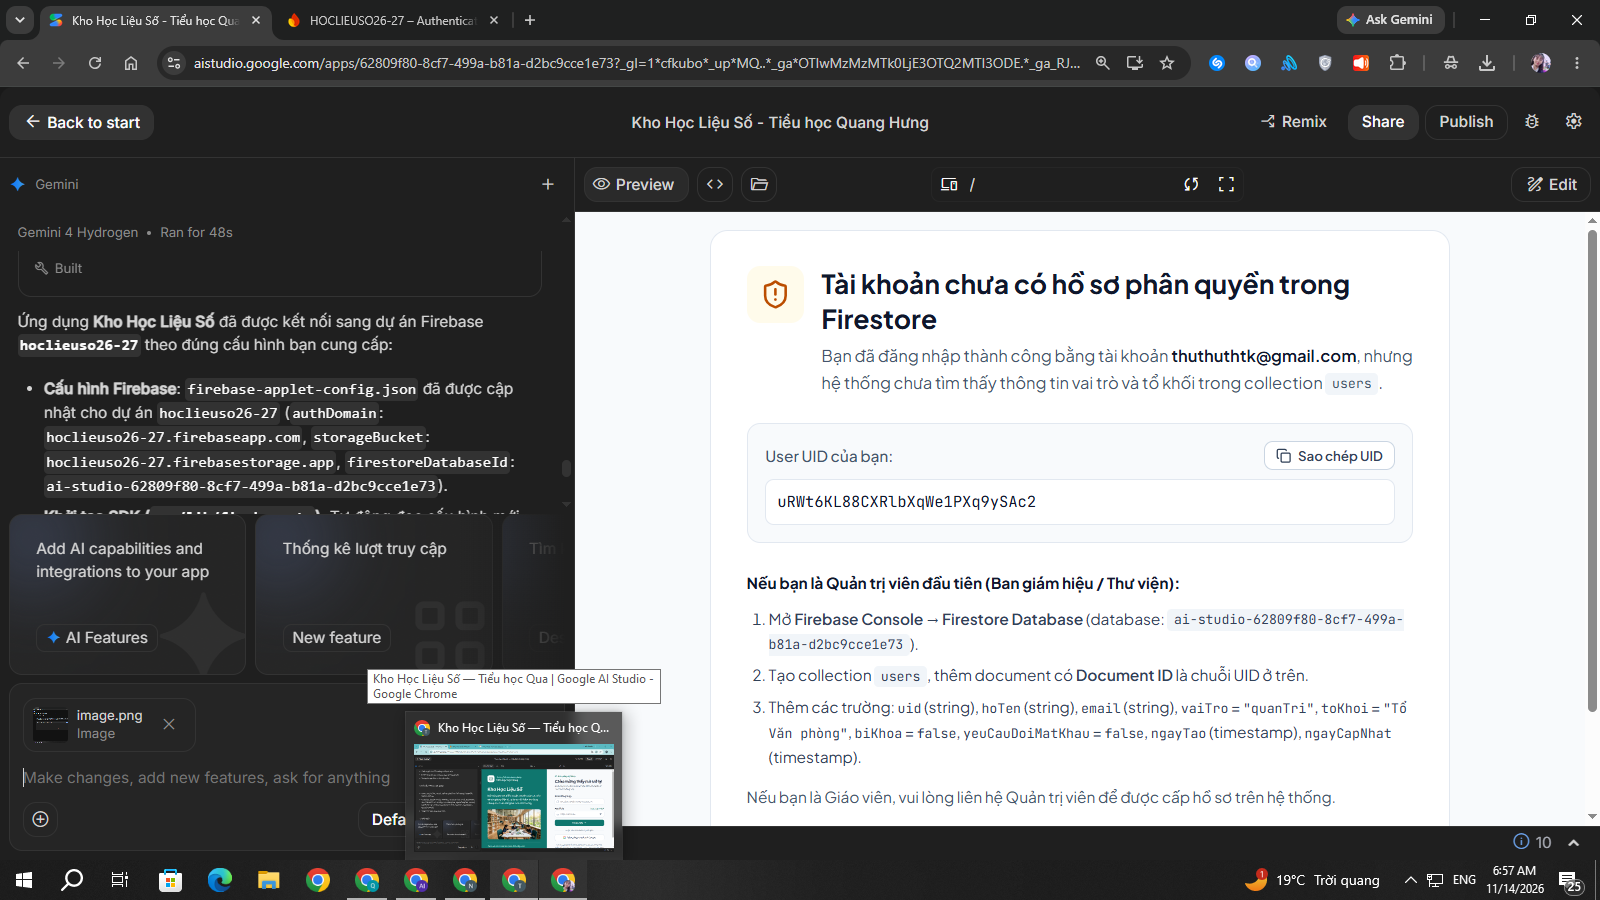 Kho Học Liệu Số - Tiểu học Qua
HOCLIEUSO26-27 – Authenticat
Ask Gemini
aistudio.google.com/apps/62809f80-8cf7-499a-b81a-d2bc9cce1e73?_gl=1*cfkubo*_up*MQ..*_ga*OTIwMzMzMTk0LjE3OTQ2MTI3ODE.*_ga_RJ...
Back to start
Kho Học Liệu Số - Tiểu học Quang Hưng
Remix
Share
Publish
Gemini
Preview
/
Edit
Gemini 4 Hydrogen • Ran for 48s
Built
Ứng dụng Kho Học Liệu Số đã được kết nối sang dự án Firebase
hoclieuso26-27 theo đúng cấu hình bạn cung cấp:
• Cấu hình Firebase: firebase-applet-config.json đã được cập
nhật cho dự án hoclieuso26-27 (authDomain:
hoclieuso26-27.firebaseapp.com, storageBucket:
hoclieuso26-27.firebasestorage.app, firestoreDatabaseId:
ai-studio-62809f80-8cf7-499a-b81a-d2bc9cce1e73).
Add AI capabilities and
integrations to your app
AI Features
Thống kê lượt truy cập
New feature
Tìm
De
Kho Học Liệu Số — Tiểu học Qua | Google AI Studio -
Google Chrome
image.png
Image
Kho Học Liệu Số — Tiểu học Q...
Kho Học Liệu Số
Make changes, add new features, ask for anything
Defa
Tài khoản chưa có hồ sơ phân quyền trong
Firestore
Bạn đã đăng nhập thành công bằng tài khoản thuthuthtk@gmail.com, nhưng
hệ thống chưa tìm thấy thông tin vai trò và tổ khối trong collection users.
User UID của bạn:
Sao chép UID
uRWt6KL88CXRlbXqWe1PXq9ySAc2
Nếu bạn là Quản trị viên đầu tiên (Ban giám hiệu / Thư viện):
1. Mở Firebase Console → Firestore Database (database: ai-studio-62809f80-8cf7-499a-
b81a-d2bc9cce1e73 ).
2. Tạo collection users, thêm document có Document ID là chuỗi UID ở trên.
3. Thêm các trường: uid (string), hoTen (string), email (string), vaiTro = "quanTri", toKhoi = "Tổ
Văn phòng", biKhoa = false, yeuCauDoiMatKhau = false, ngayTao (timestamp), ngayCapNhat
(timestamp).
Nếu bạn là Giáo viên, vui lòng liên hệ Quản trị viên để được cấp hồ sơ trên hệ thống.
10
1
19°C Trời quang
ENG
6:57 AM
11/14/2026
25